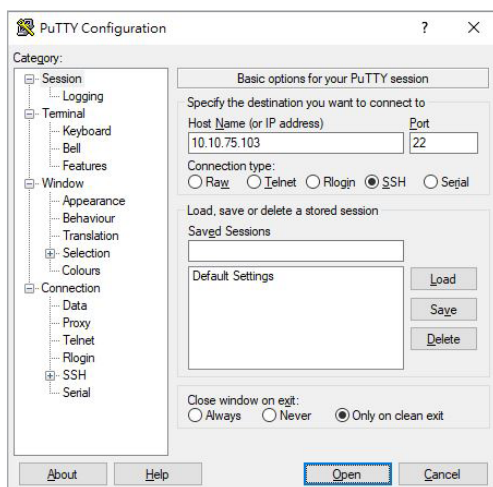 PuTTY Configuration
? ×
Category:
Session
Logging
Terminal
Keyboard
Bell
Features
Window
Appearance
Behaviour
Translation
Selection
Colours
Connection
Data
Proxy
Telnet
Rlogin
SSH
Serial
Basic options for your PuTTY session
Specify the destination you want to connect to
Host Name (or IP address) Port
10.10.75.103 22
Connection type:
Raw Telnet Rlogin SSH Serial
Load, save or delete a stored session
Saved Sessions
Default Settings
Load
Save
Delete
Close window on exit:
Always Never Only on clean exit
About Help Open Cancel